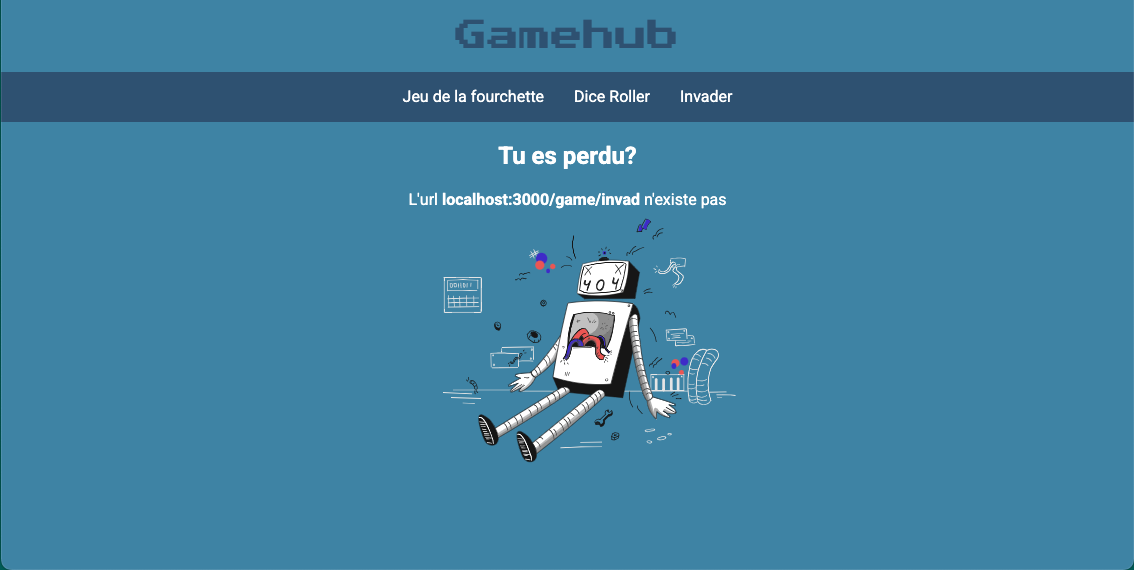 Gamehub
Jeu de la fourchette Dice Roller Invader
Tu es perdu?
L'url localhost:3000/game/invad n'existe pas
X X
404